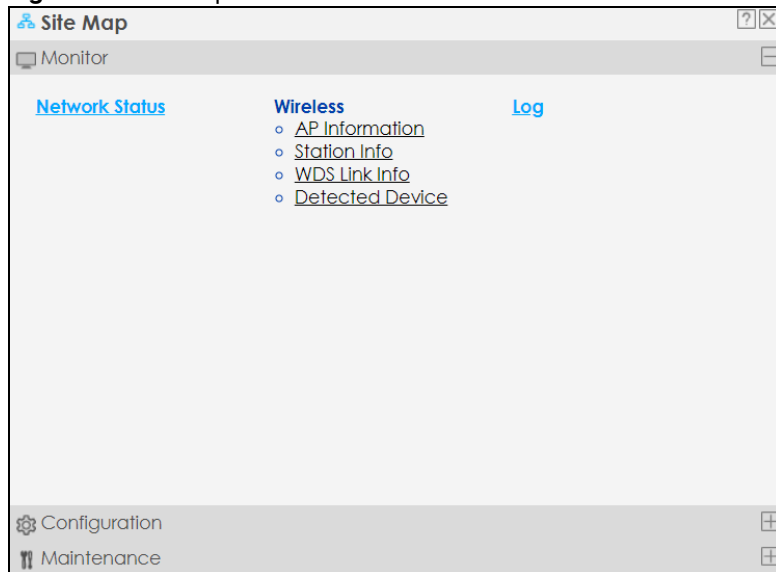 Site Map
Monitor
Network Status
Wireless
AP Information
Station Info
WDS Link Info
Detected Device
Log
Configuration
Maintenance